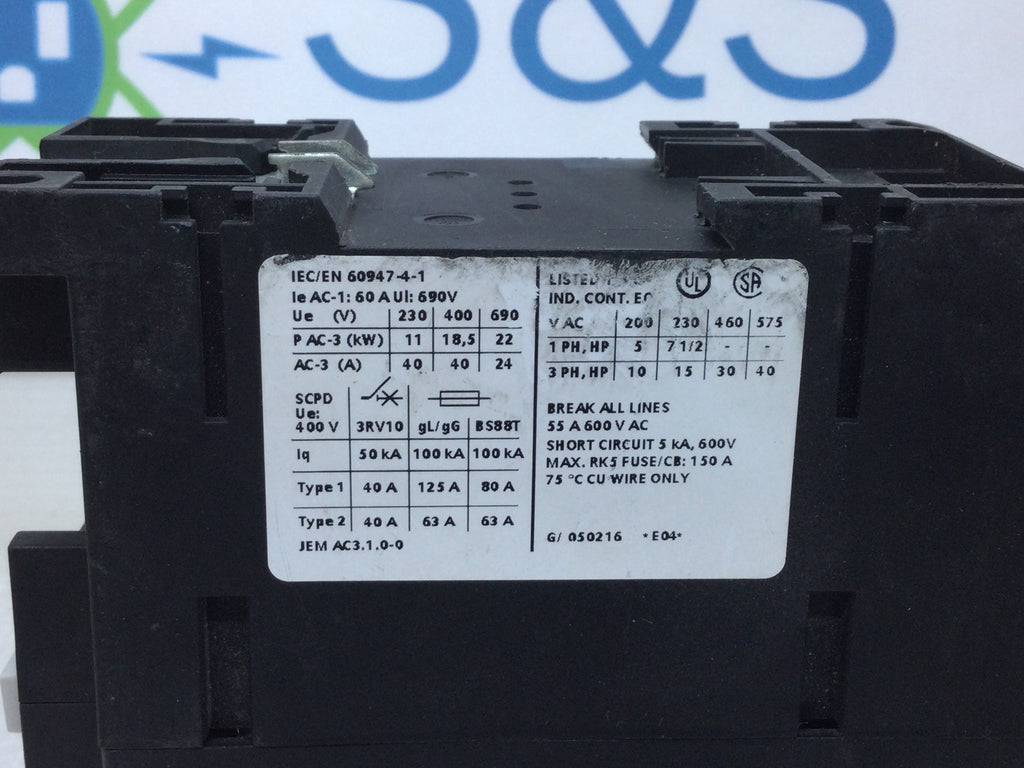 S&S
IEC/EN 60947-4-1
Ie AC-1: 60 A UI: 690V
Ue (V) 230 400 690
P AC-3 (kW) 11 18,5 22
AC-3 (A) 40 40 24
SCPD
Ue:
400 V 3RV10 gL/gG BS88T
Iq 50 kA 100 kA 100 kA
Type 1 40 A 125 A 80 A
Type 2 40 A 63 A 63 A
JEM AC3.1.0-0
LISTED UL SA
IND. CONT.
V AC 200 230 460 575
1 PH, HP 5 7 1/2 - -
3 PH, HP 10 15 30 40
BREAK ALL LINES
55 A 600 V AC
SHORT CIRCUIT 5 kA, 600V
MAX. RK5 FUSE/CB: 150 A
75 °C CU WIRE ONLY
G/ 050216 *E04*